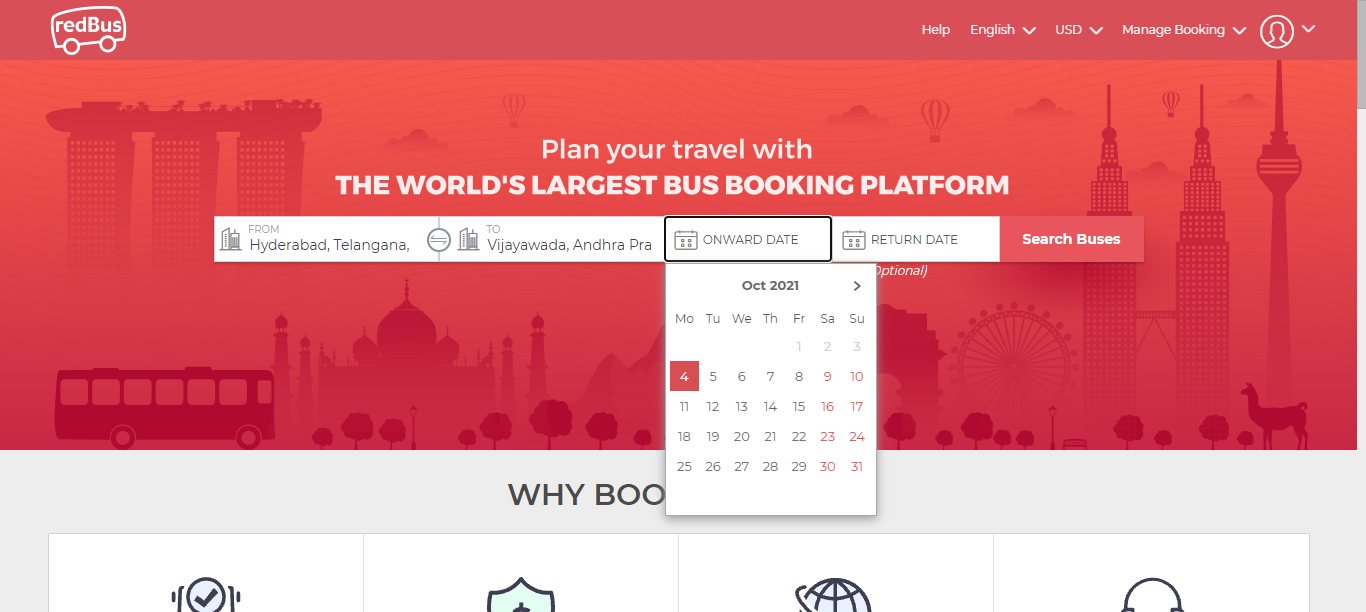 redBus
Help English USD Manage Booking
Plan your travel with
THE WORLD'S LARGEST BUS BOOKING PLATFORM
FROM
Hyderabad, Telangana,
TO
Vijayawada, Andhra Pra
ONWARD DATE
RETURN DATE
Search Buses
Optional)
Oct 2021 >
Mo Tu We Th Fr Sa Su
1 2 3
4 5 6 7 8 9 10
11 12 13 14 15 16 17
18 19 20 21 22 23 24
25 26 27 28 29 30 31
WHY BOO